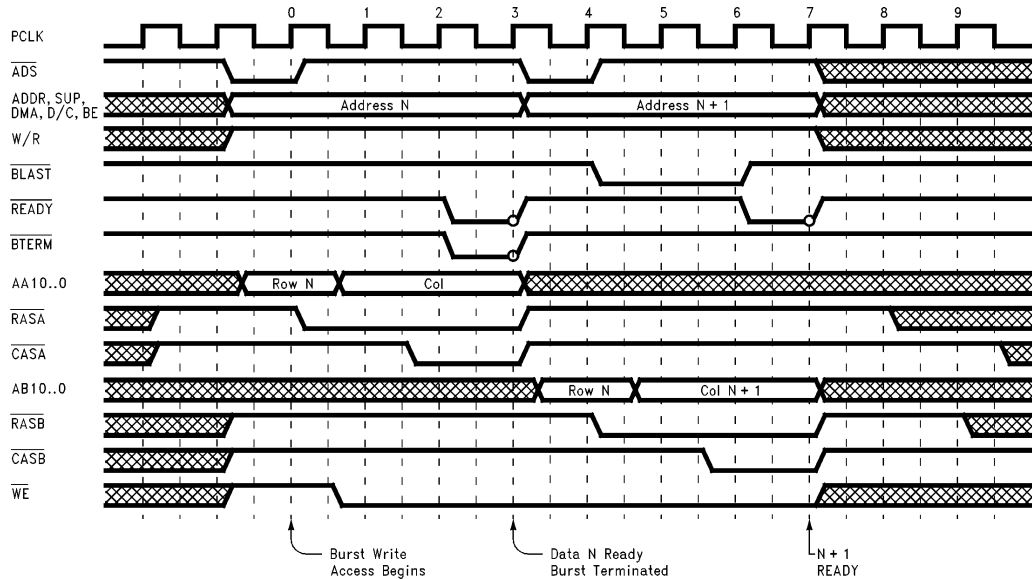 0 1 2 3 4 5 6 7 8 9
PCLK
ADS
ADDR, SUP,
DMA, D/C, BE
Address N
Address N + 1
W/R
BLAST
READY
BTERM
AA10..0
Row N
Col
RASA
CASA
AB10..0
Row N
Col N + 1
RASB
CASB
WE
Burst Write
Access Begins
Data N Ready
Burst Terminated
N + 1
READY